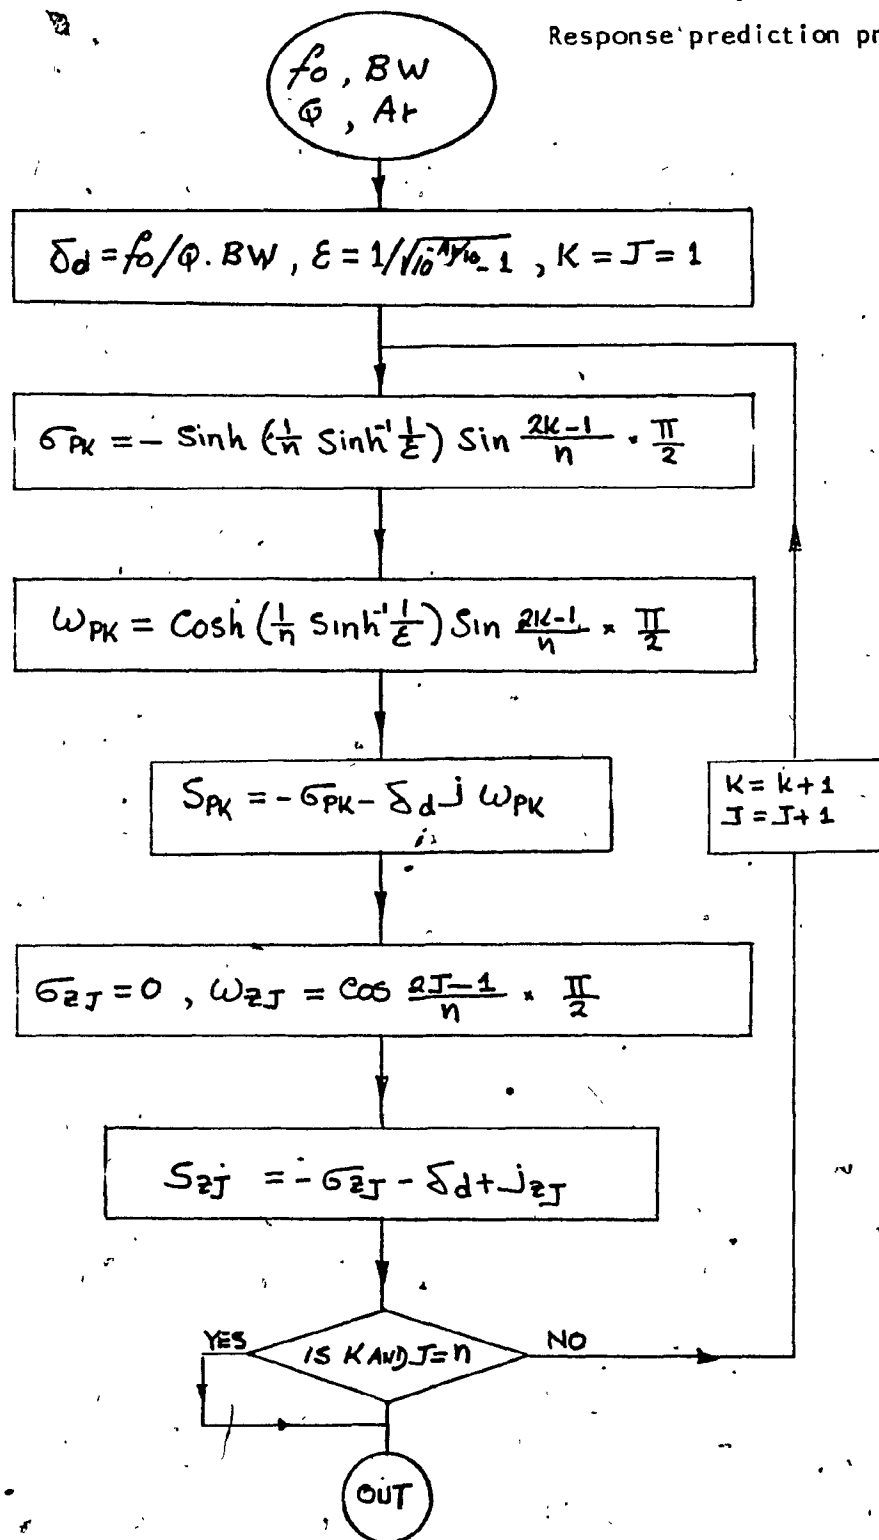 Response prediction pr
fo, BW
Q, Ar
δd = fo/Q.BW, ε = 1/√10^-Ar/10 - 1, K = J = 1
σPK = - Sinh (1/n Sinh⁻¹ 1/ε) Sin 2K-1/n · π/2
ωPK = Cosh (1/n Sinh⁻¹ 1/ε) Sin 2K-1/n × π/2
SPK = - σPK - δd j ωPK
K = k+1
J = J+1
σZJ = 0, ωZJ = Cos 2J-1/n × π/2
SZj = - σZJ - δd + jZJ
YES
IS K AND J = n
NO
OUT